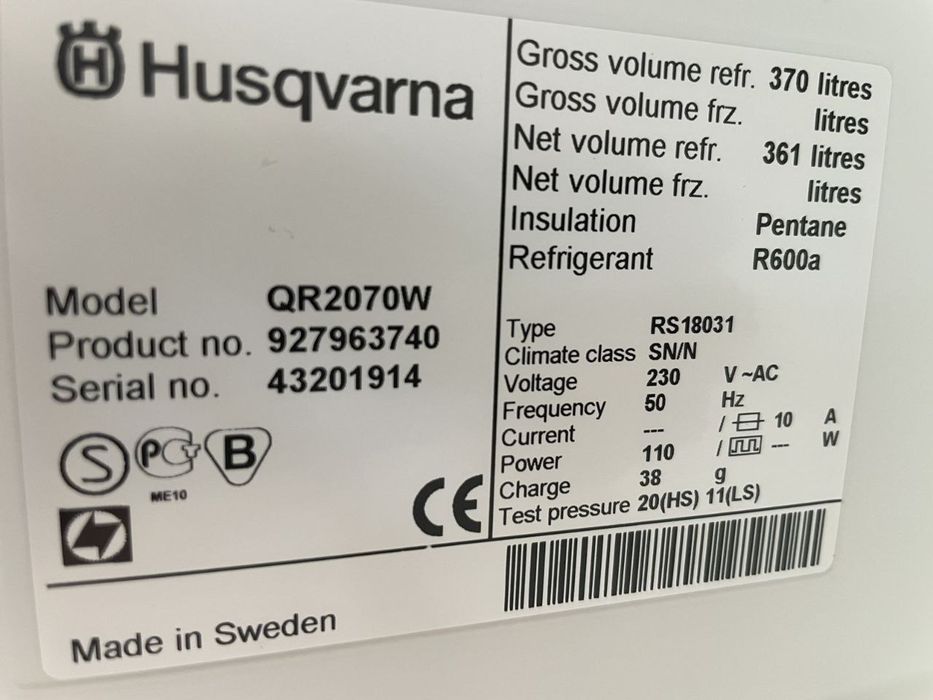 H Husqvarna
Model QR2070W
Product no. 927963740
Serial no. 43201914
S PCT B
ME10
CE
Made in Sweden
Gross volume refr. 370 litres
Gross volume frz. litres
Net volume refr. 361 litres
Net volume frz. litres
Insulation Pentane
Refrigerant R600a
Type RS18031
Climate class SN/N
Voltage 230 V ~AC
Frequency 50 Hz
Current --- / 10 A
Power 110 / --- W
Charge 38 g
Test pressure 20(HS) 11(LS)